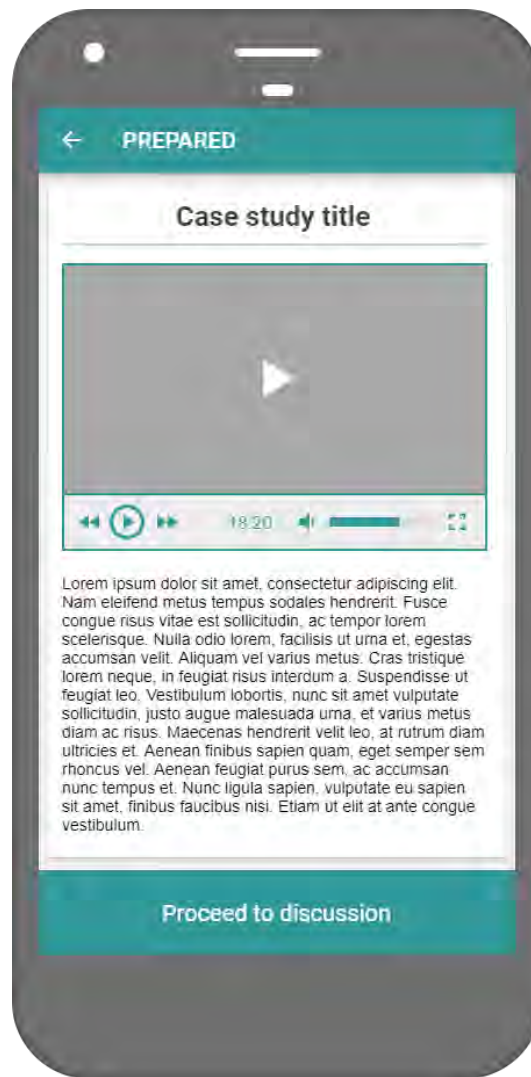 PREPARED
Case study title
18:20
Lorem ipsum dolor sit amet, consectetur adipiscing elit.
Nam eleifend metus tempus sodales hendrerit. Fusce
congue risus vitae est sollicitudin, ac tempor lorem
scelerisque. Nulla odio lorem, facilisis ut urna et, egestas
accumsan velit. Aliquam vel varius metus. Cras tristique
lorem neque, in feugiat risus interdum a. Suspendisse ut
feugiat leo. Vestibulum lobortis, nunc sit amet vulputate
sollicitudin, justo augue malesuada urna, et varius metus
diam ac risus. Maecenas hendrerit velit leo, at rutrum diam
ultricies et. Aenean finibus sapien quam, eget semper sem
rhoncus vel. Aenean feugiat purus sem, ac accumsan
nunc tempus et. Nunc ligula sapien, vulputate eu sapien
sit amet, finibus faucibus nisi. Etiam ut elit at ante congue
vestibulum.
Proceed to discussion